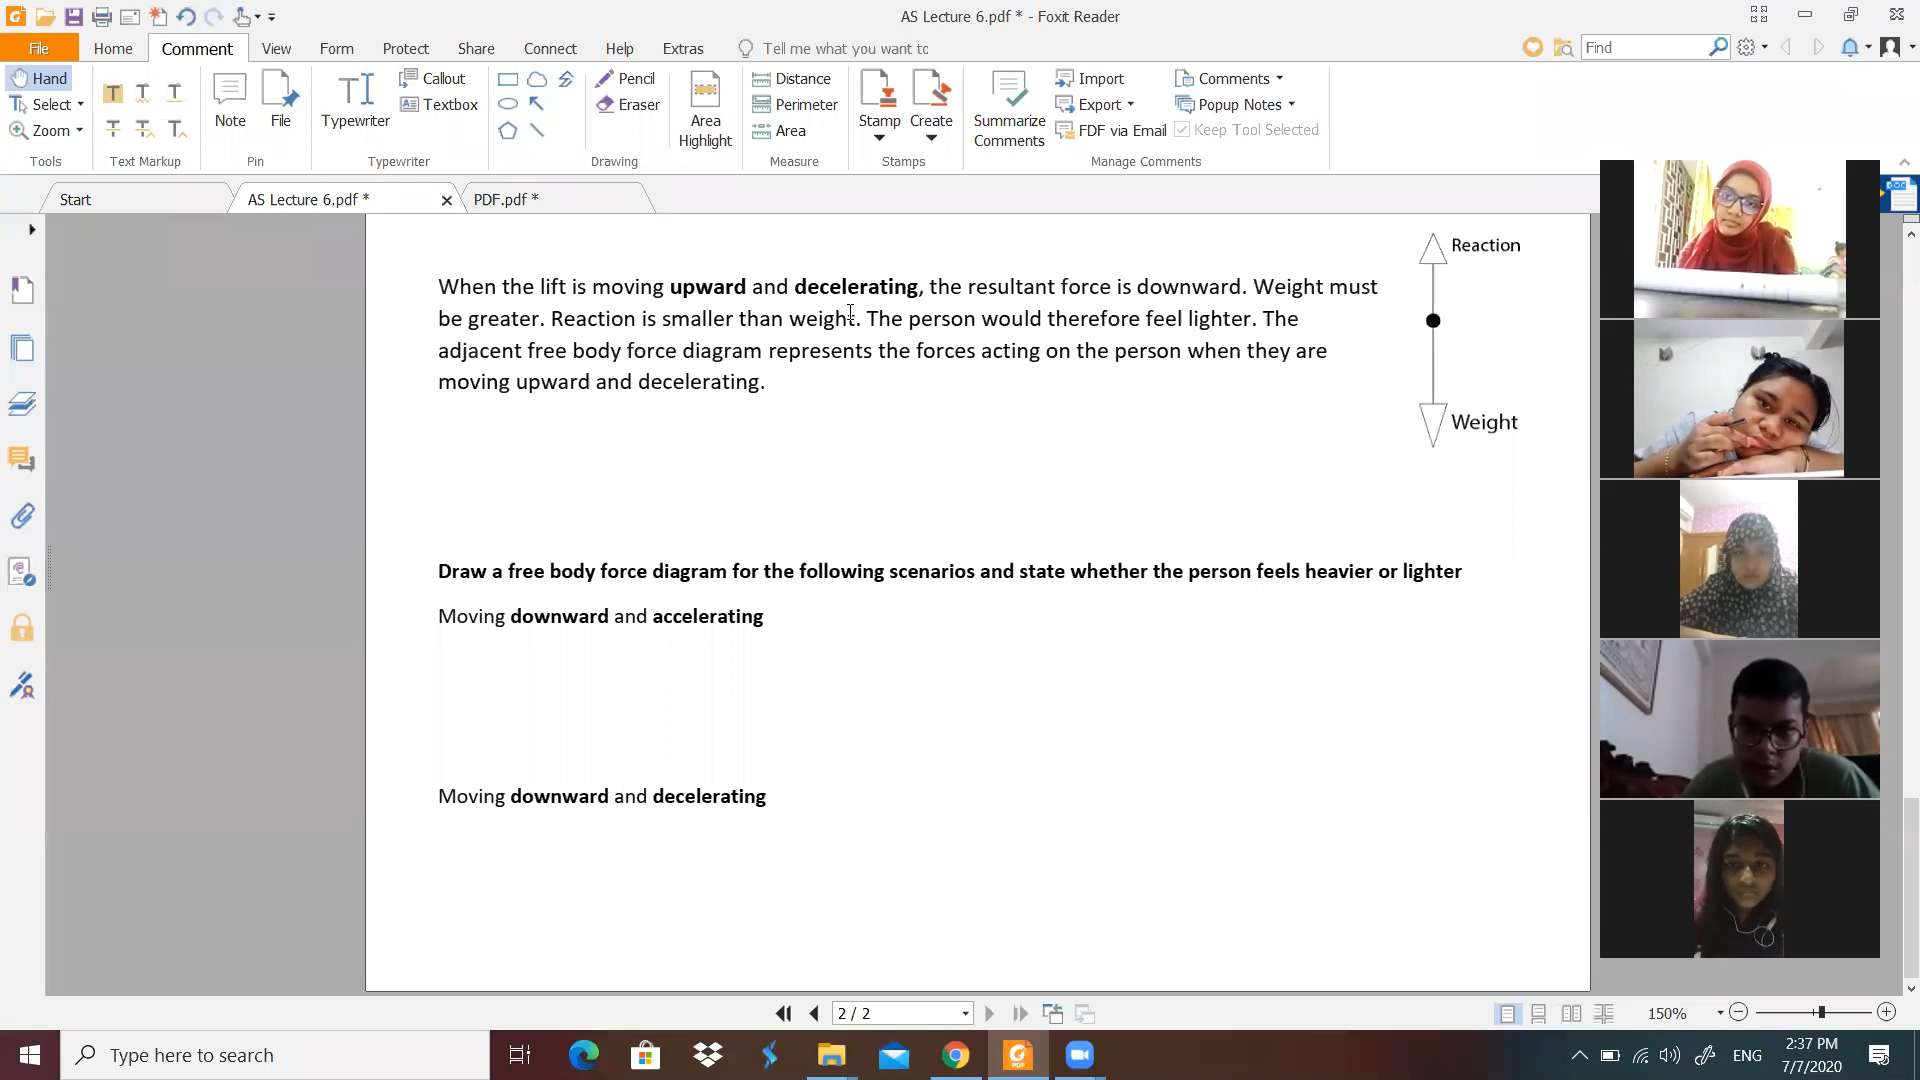 AS Lecture 6.pdf * - Foxit Reader
File Home Comment View Form Protect Share Connect Help Extras Tell me what you want to Find
Hand
Select
Zoom
Tools
Text Markup
Note
File
Pin
Typewriter
Callout
Textbox
Typewriter
Pencil
Eraser
Drawing
Area
Highlight
Distance
Perimeter
Area
Measure
Stamp
Create
Stamps
Summarize
Comments
Import
Export
FDF via Email
Comments
Popup Notes
Keep Tool Selected
Manage Comments
Start
AS Lecture 6.pdf *
PDF.pdf *
DOC
Reaction
When the lift is moving upward and decelerating, the resultant force is downward. Weight must
be greater. Reaction is smaller than weight. The person would therefore feel lighter. The
adjacent free body force diagram represents the forces acting on the person when they are
moving upward and decelerating.
Weight
Draw a free body force diagram for the following scenarios and state whether the person feels heavier or lighter
Moving downward and accelerating
Moving downward and decelerating
2 / 2
150%
Type here to search
ENG
2:37 PM
7/7/2020